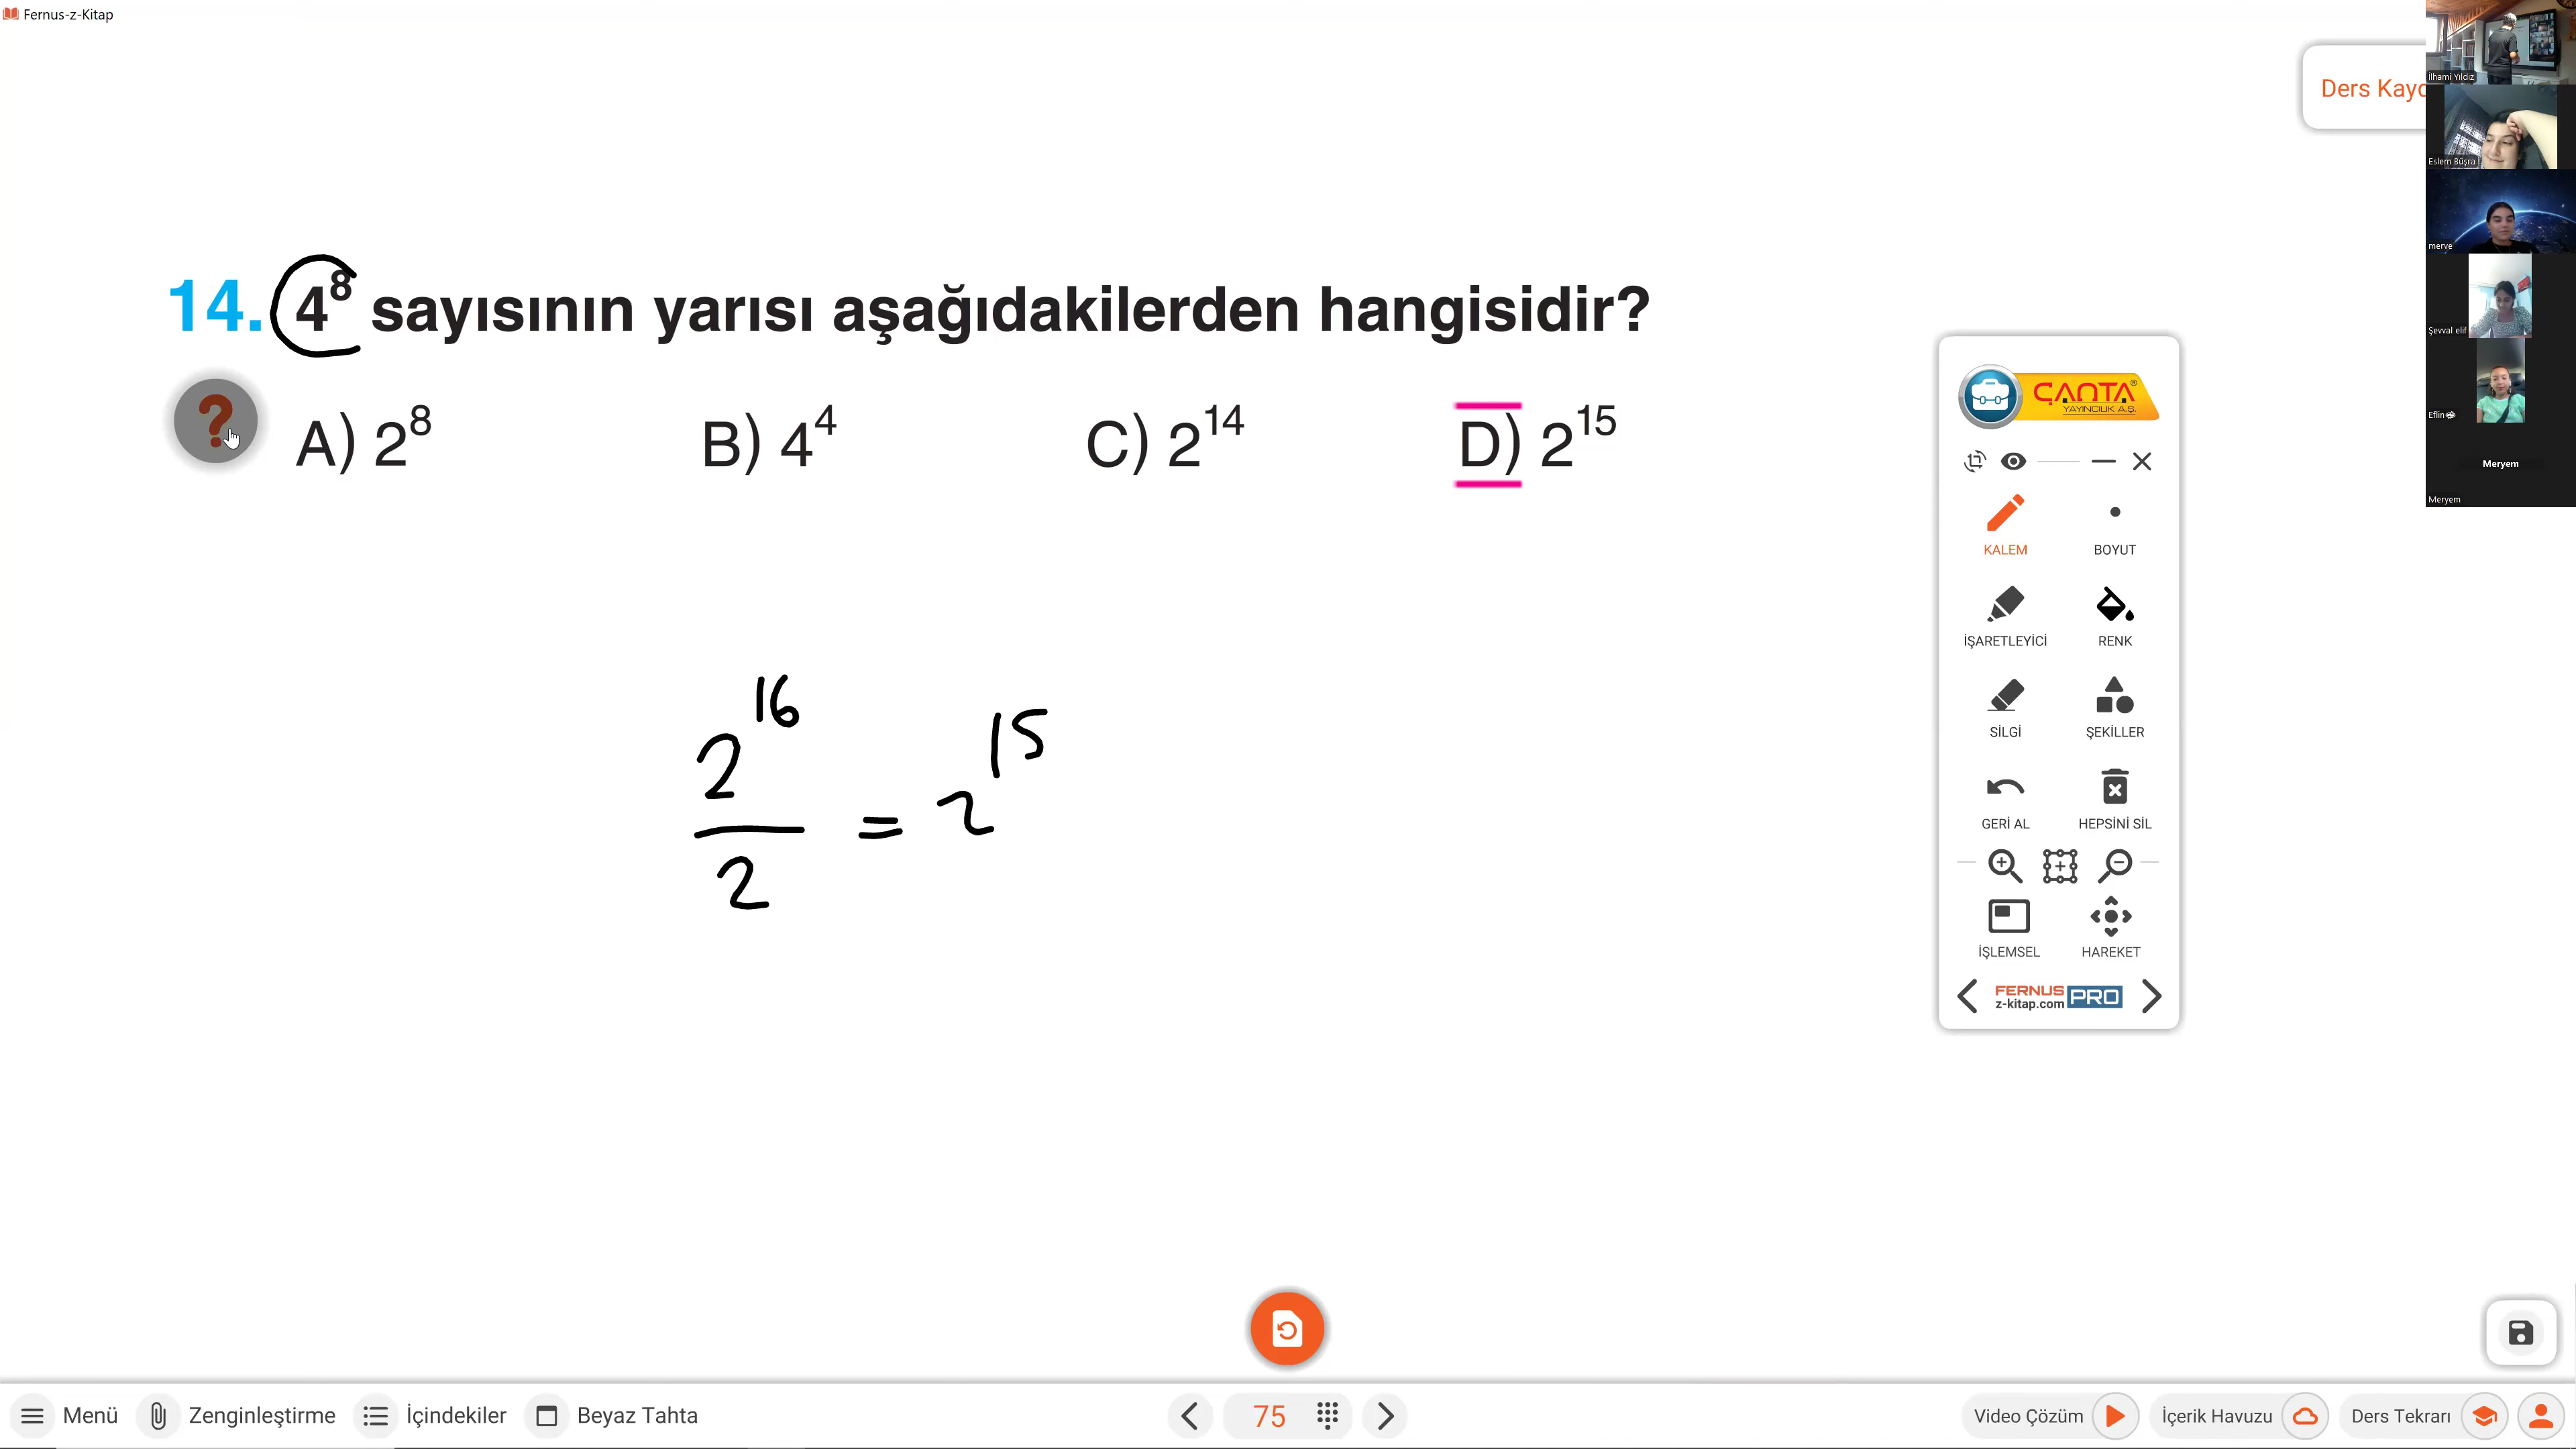 Fernus-z-Kitap
İlhami Yıldız
Ders Kayd
Eslem Büşra
merve
Şevval elif
Eflin
Meryem
Meryem
14. 4⁸ sayısının yarısı aşağıdakilerden hangisidir?
?
A) 2⁸ B) 4⁴ C) 2¹⁴ D) 2¹⁵
2¹⁶
= 2¹⁵
2
ÇANTA
YAYINCILIK A.Ş.
KALEM BOYUT
İŞARETLEYİCİ RENK
SİLGİ ŞEKİLLER
GERİ AL HEPSİNİ SİL
İŞLEMSEL HAREKET
FERNUS
z-kitap.com PRO
Menü Zenginleştirme İçindekiler Beyaz Tahta 75 Video Çözüm İçerik Havuzu Ders Tekrarı